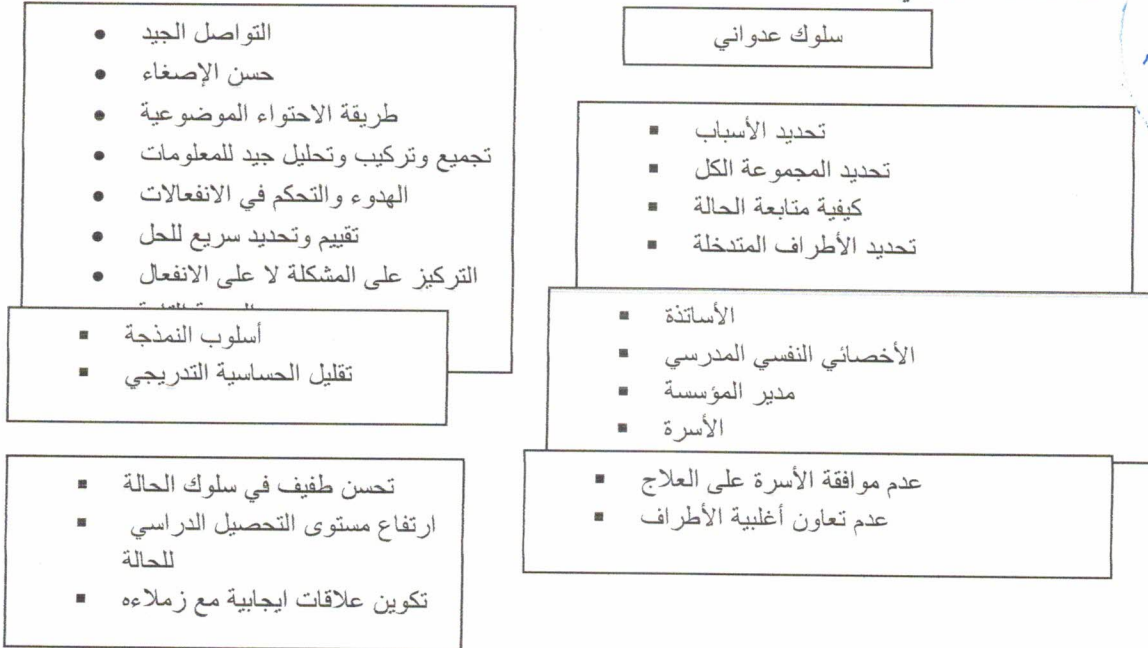 سلوك عدواني
تحديد الأسباب
تحديد المجموعة الكل
كيفية متابعة الحالة
تحديد الأطراف المتدخلة
الأساتذة
الأخصائي النفسي المدرسي
مدير المؤسسة
الأسرة
عدم موافقة الأسرة على العلاج
عدم تعاون أغلبية الأطراف
التواصل الجيد
حسن الإصغاء
طريقة الاحتواء الموضوعية
تجميع وتركيب وتحليل جيد للمعلومات
الهدوء والتحكم في الانفعالات
تقييم وتحديد سريع للحل
التركيز على المشكلة لا على الانفعال
أسلوب النمذجة
تقليل الحساسية التدريجي
تحسن طفيف في سلوك الحالة
ارتفاع مستوى التحصيل الدراسي
للحالة
تكوين علاقات ايجابية مع زملاءه